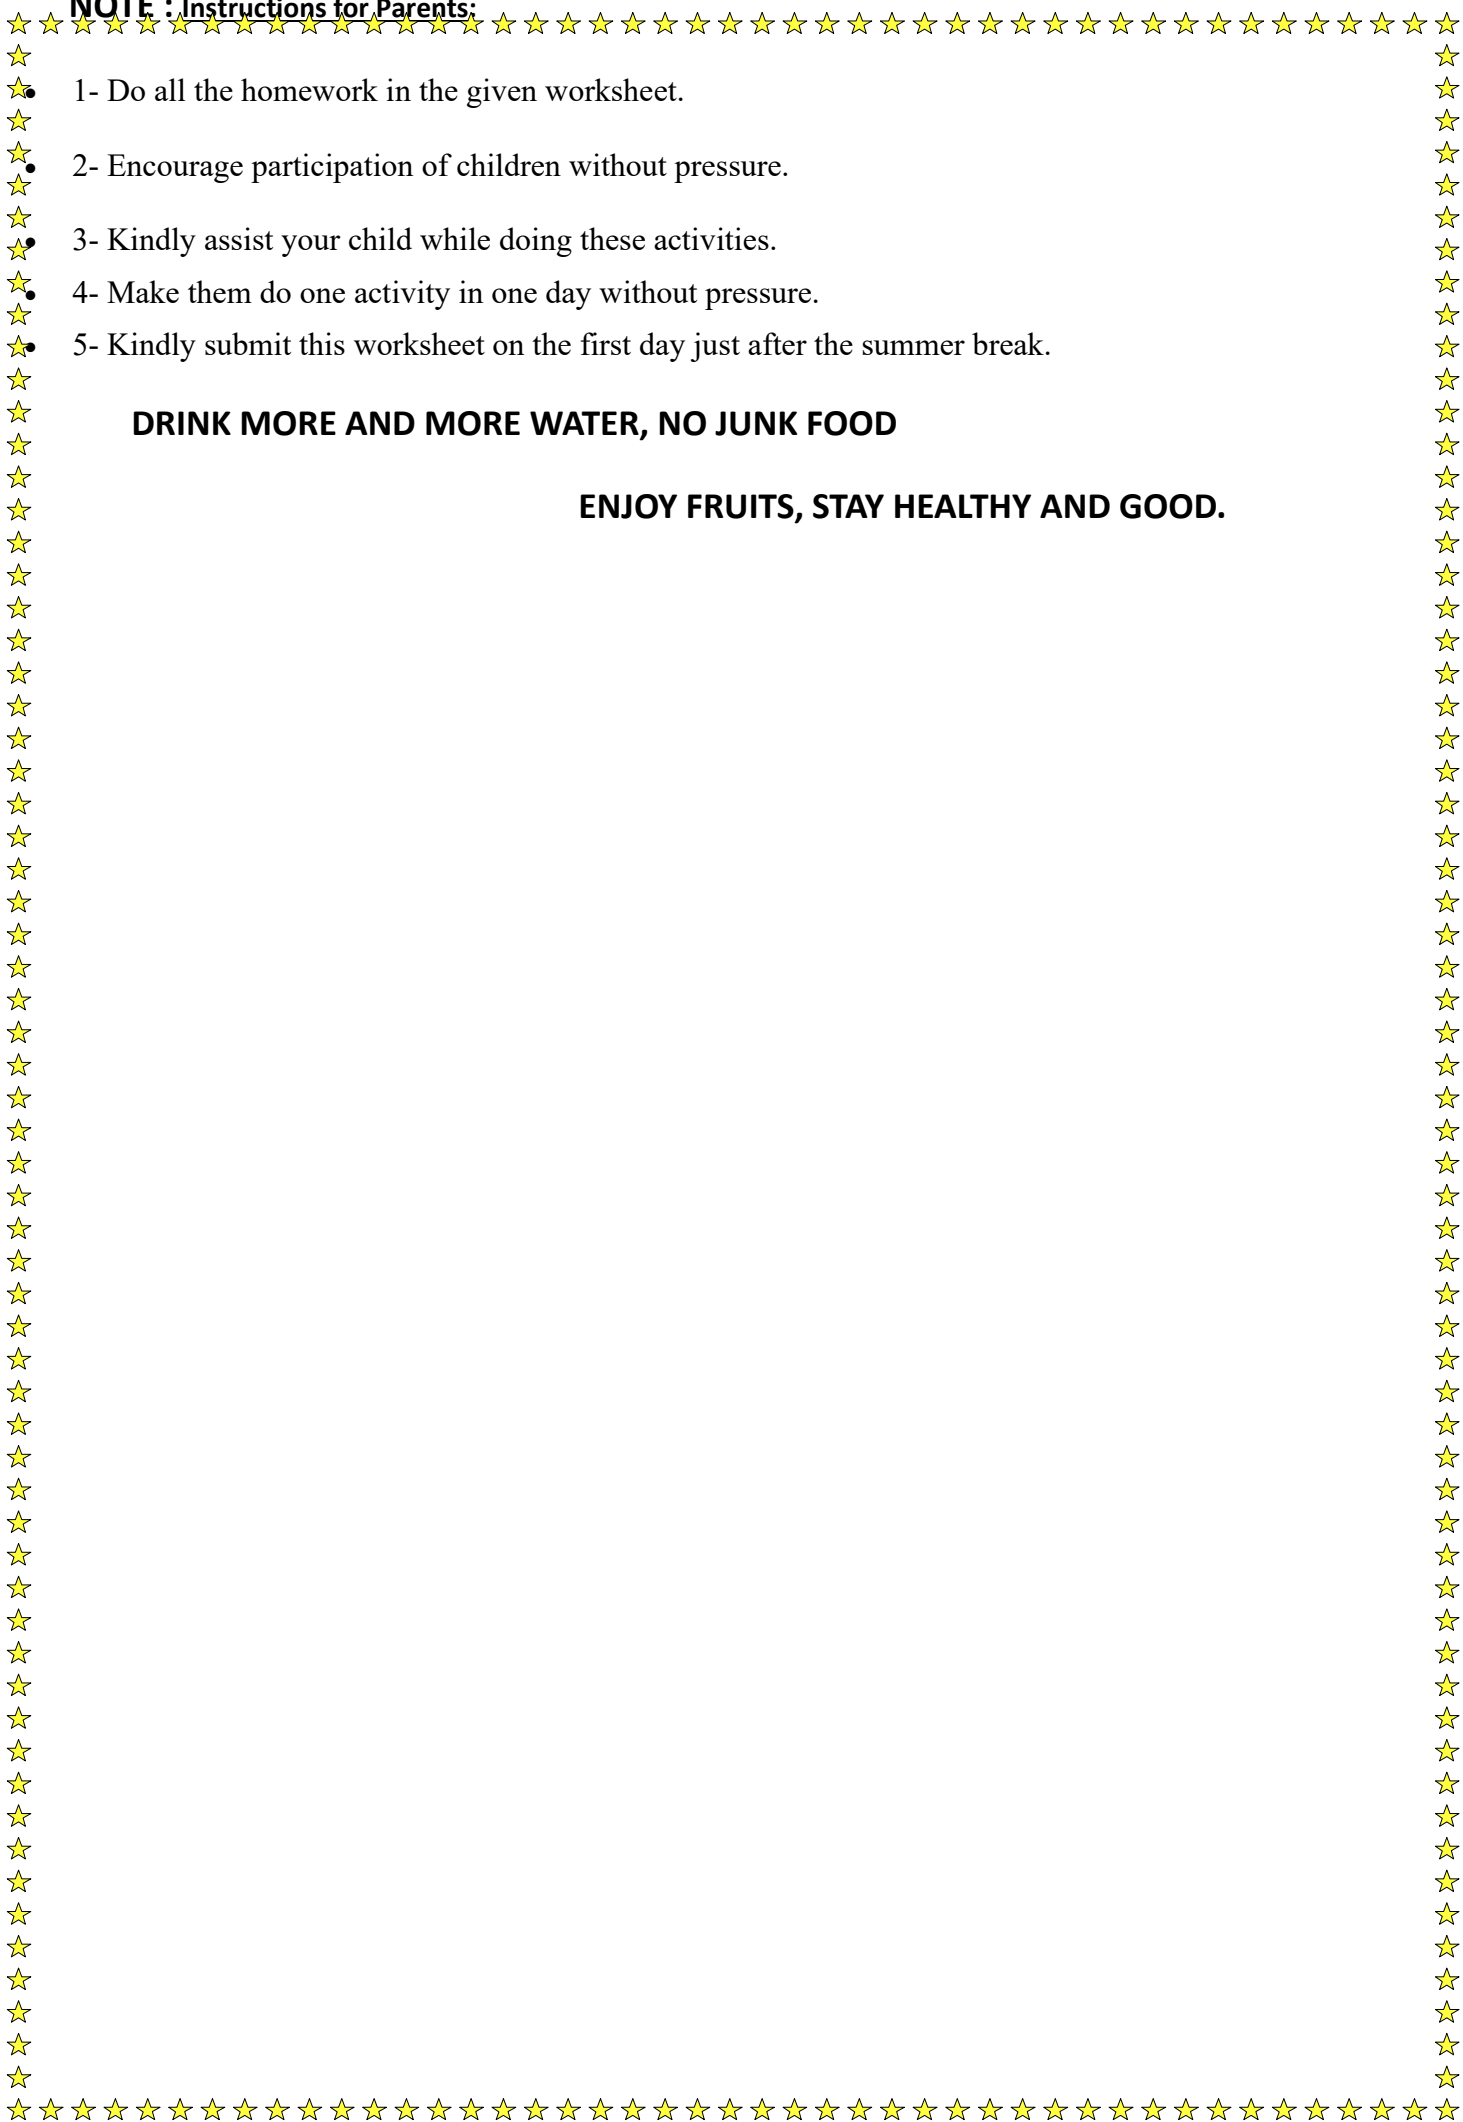 NOTE : Instructions for Parents:
• 1- Do all the homework in the given worksheet.
• 2- Encourage participation of children without pressure.
• 3- Kindly assist your child while doing these activities.
• 4- Make them do one activity in one day without pressure.
• 5- Kindly submit this worksheet on the first day just after the summer break.
DRINK MORE AND MORE WATER, NO JUNK FOOD
ENJOY FRUITS, STAY HEALTHY AND GOOD.